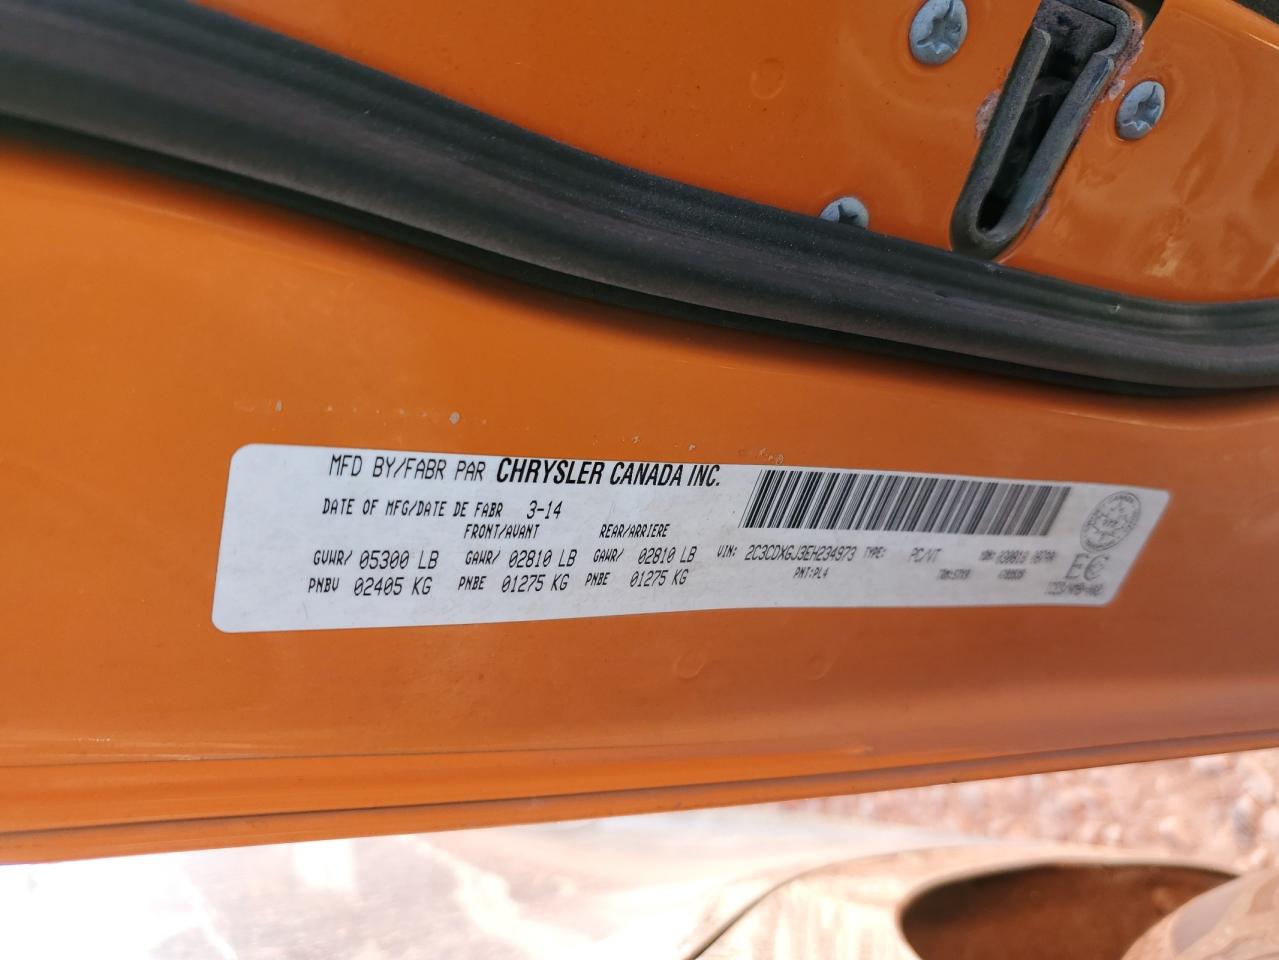 MFD BY/FABR PAR CHRYSLER CANADA INC.
DATE OF MFG/DATE DE FABR 3-14
FRONT/AVANT REAR/ARRIERE
GVWR/ 05300 LB GAWR/ 02810 LB GAWR/ 02810 LB VIN: 2C3CDXGJ3EH234973 TYPE: PC/VT
PNBV 02405 KG PNBE 01275 KG PNBE 01275 KG PNT:PL4